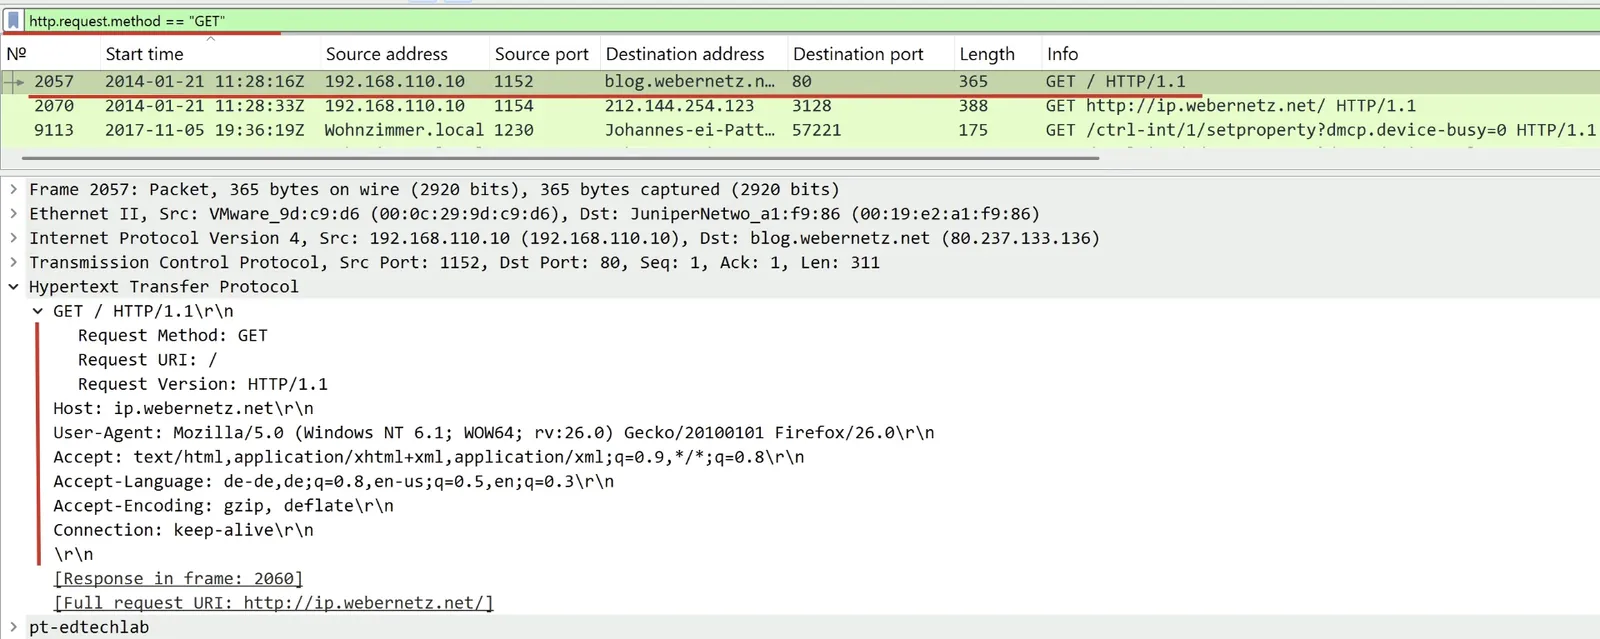 http.request.method == "GET"
№ Start time Source address Source port Destination address Destination port Length Info
2057 2014-01-21 11:28:16Z 192.168.110.10 1152 blog.webernetz.n… 80 365 GET / HTTP/1.1
2070 2014-01-21 11:28:33Z 192.168.110.10 1154 212.144.254.123 3128 388 GET http://ip.webernetz.net/ HTTP/1.1
9113 2017-11-05 19:36:19Z Wohnzimmer.local 1230 Johannes-ei-Patt… 57221 175 GET /ctrl-int/1/setproperty?dmcp.device-busy=0 HTTP/1.1
Frame 2057: Packet, 365 bytes on wire (2920 bits), 365 bytes captured (2920 bits)
Ethernet II, Src: VMware_9d:c9:d6 (00:0c:29:9d:c9:d6), Dst: JuniperNetwo_a1:f9:86 (00:19:e2:a1:f9:86)
Internet Protocol Version 4, Src: 192.168.110.10 (192.168.110.10), Dst: blog.webernetz.net (80.237.133.136)
Transmission Control Protocol, Src Port: 1152, Dst Port: 80, Seq: 1, Ack: 1, Len: 311
Hypertext Transfer Protocol
GET / HTTP/1.1\r\n
Request Method: GET
Request URI: /
Request Version: HTTP/1.1
Host: ip.webernetz.net\r\n
User-Agent: Mozilla/5.0 (Windows NT 6.1; WOW64; rv:26.0) Gecko/20100101 Firefox/26.0\r\n
Accept: text/html,application/xhtml+xml,application/xml;q=0.9,*/*;q=0.8\r\n
Accept-Language: de-de,de;q=0.8,en-us;q=0.5,en;q=0.3\r\n
Accept-Encoding: gzip, deflate\r\n
Connection: keep-alive\r\n
\r\n
[Response in frame: 2060]
[Full request URI: http://ip.webernetz.net/]
pt-edtechlab